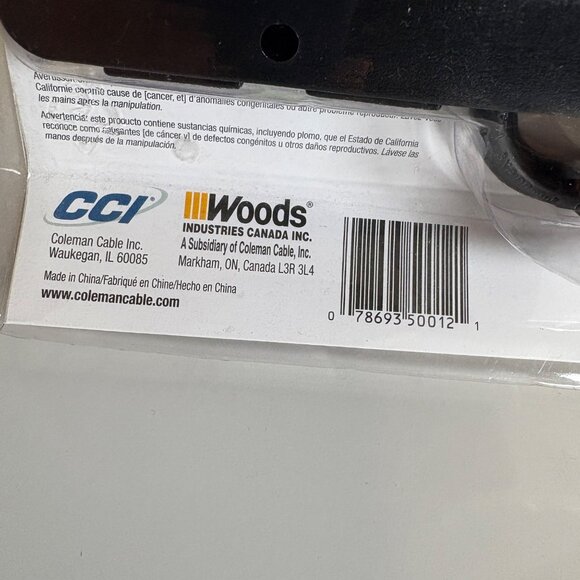 Californie comme cause de [cancer, et] d'anomalies congénitales ou autre problème reproducteur. Lavez-vous
les mains après la manipulation.
Advertencia: este producto contiene sustancias químicas, incluyendo plomo, que el Estado de California
reconoce como causantes [de cáncer y] de defectos congénitos u otros daños reproductivos. Lávese las
manos después de la manipulación.
CCI®
Coleman Cable Inc.
Waukegan, IL 60085
Woods®
INDUSTRIES CANADA INC.
A Subsidiary of Coleman Cable, Inc.
Markham, ON, Canada L3R 3L4
Made in China/Fabriqué en Chine/Hecho en China
www.colemancable.com
0 78693 50012 1